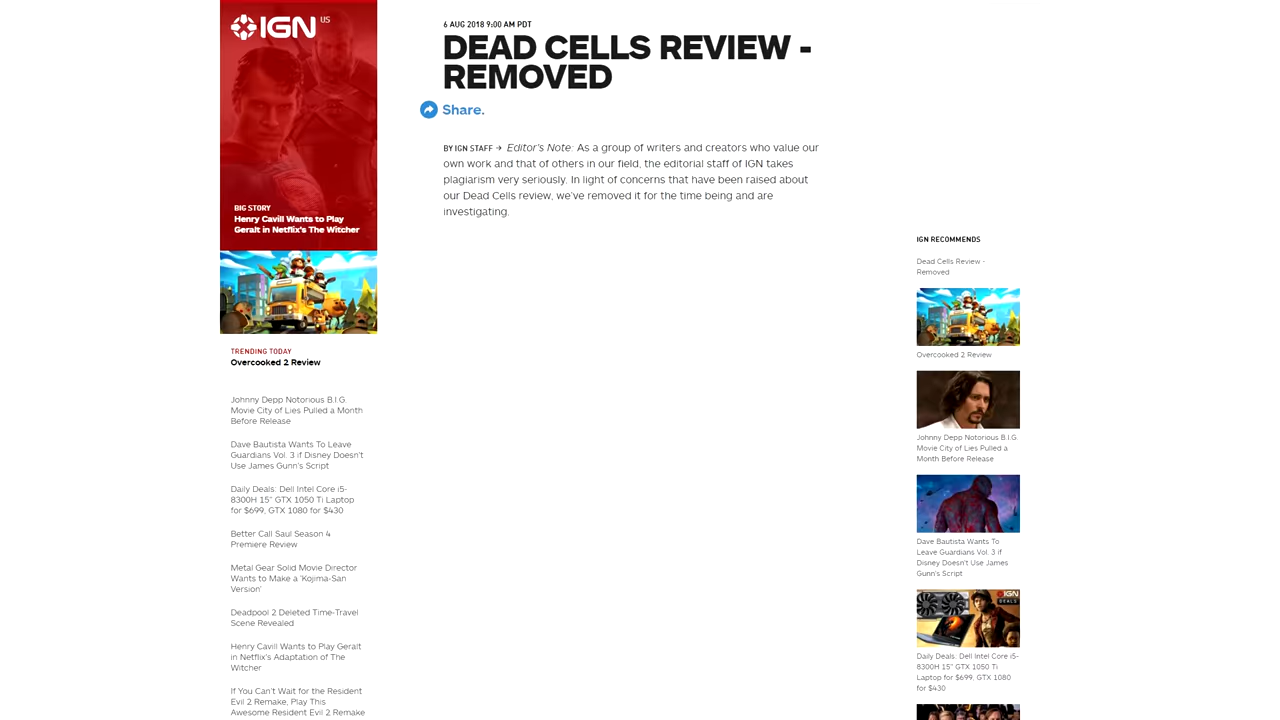 IGN US
BIG STORY
Henry Cavill Wants to Play
Geralt in Netflix's The Witcher
TRENDING TODAY
Overcooked 2 Review
Johnny Depp Notorious B.I.G.
Movie City of Lies Pulled a Month
Before Release
Dave Bautista Wants To Leave
Guardians Vol. 3 if Disney Doesn't
Use James Gunn's Script
Daily Deals: Dell Intel Core i5-
8300H 15" GTX 1050 Ti Laptop
for $699, GTX 1080 for $430
Better Call Saul Season 4
Premiere Review
Metal Gear Solid Movie Director
Wants to Make a 'Kojima-San
Version'
Deadpool 2 Deleted Time-Travel
Scene Revealed
Henry Cavill Wants to Play Geralt
in Netflix's Adaptation of The
Witcher
If You Can't Wait for the Resident
Evil 2 Remake, Play This
Awesome Resident Evil 2 Remake
6 AUG 2018 9:00 AM PDT
DEAD CELLS REVIEW -
REMOVED
Share.
BY IGN STAFF → Editor's Note: As a group of writers and creators who value our
own work and that of others in our field, the editorial staff of IGN takes
plagiarism very seriously. In light of concerns that have been raised about
our Dead Cells review, we've removed it for the time being and are
investigating.
IGN RECOMMENDS
Dead Cells Review -
Removed
Overcooked 2 Review
Johnny Depp Notorious B.I.G.
Movie City of Lies Pulled a
Month Before Release
Dave Bautista Wants To
Leave Guardians Vol. 3 if
Disney Doesn't Use James
Gunn's Script
IGN
DEALS
Daily Deals: Dell Intel Core i5-
8300H 15" GTX 1050 Ti
Laptop for $699, GTX 1080
for $430